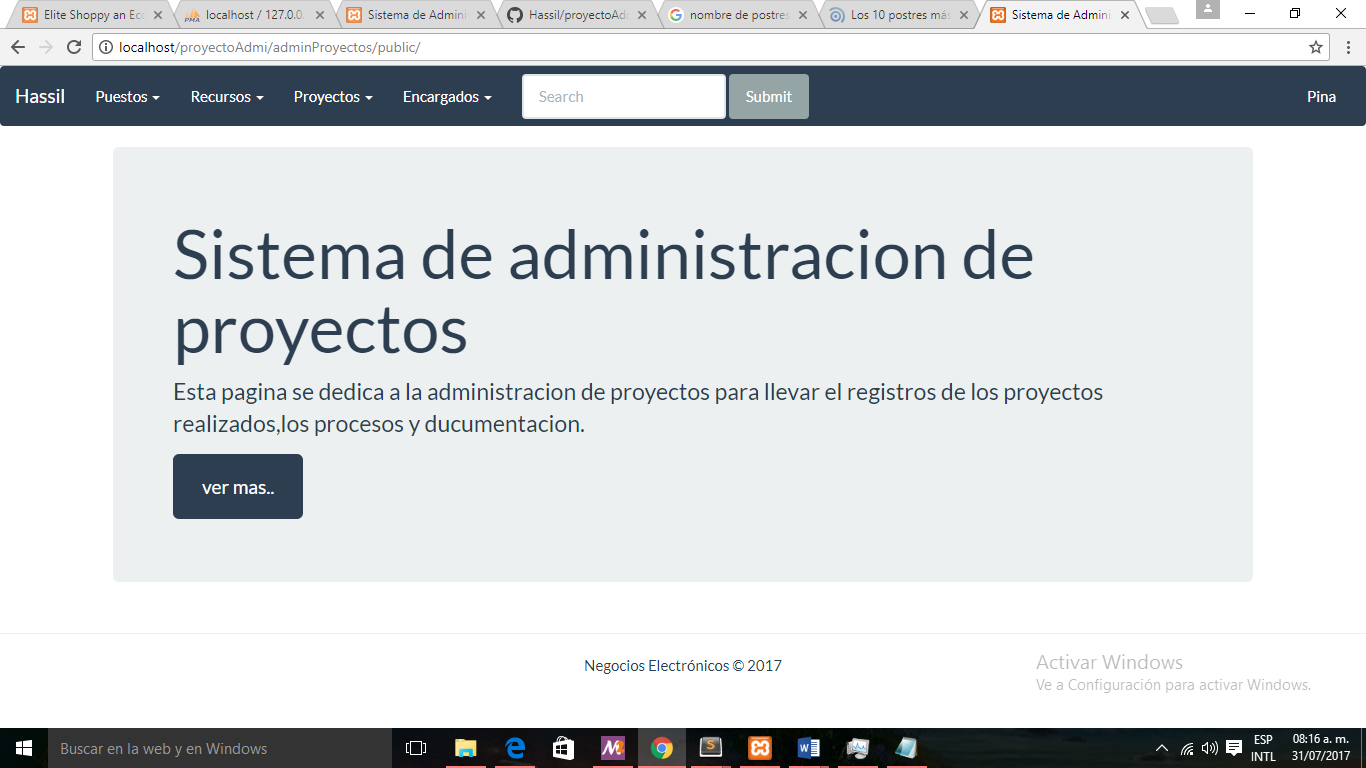 Elite Shoppy an Eco
localhost / 127.0.0.
Sistema de Admini
Hassil/proyectoAdm
nombre de postres
Los 10 postres más
Sistema de Admini
localhost/proyectoAdmi/adminProyectos/public/
Hassil Puestos Recursos Proyectos Encargados Search Submit Pina
Sistema de administracion de
proyectos
Esta pagina se dedica a la administracion de proyectos para llevar el registros de los proyectos
realizados,los procesos y ducumentacion.
ver mas..
Negocios Electrónicos © 2017
Activar Windows
Ve a Configuración para activar Windows.
Buscar en la web y en Windows
ESP
INTL
08:16 a. m.
31/07/2017